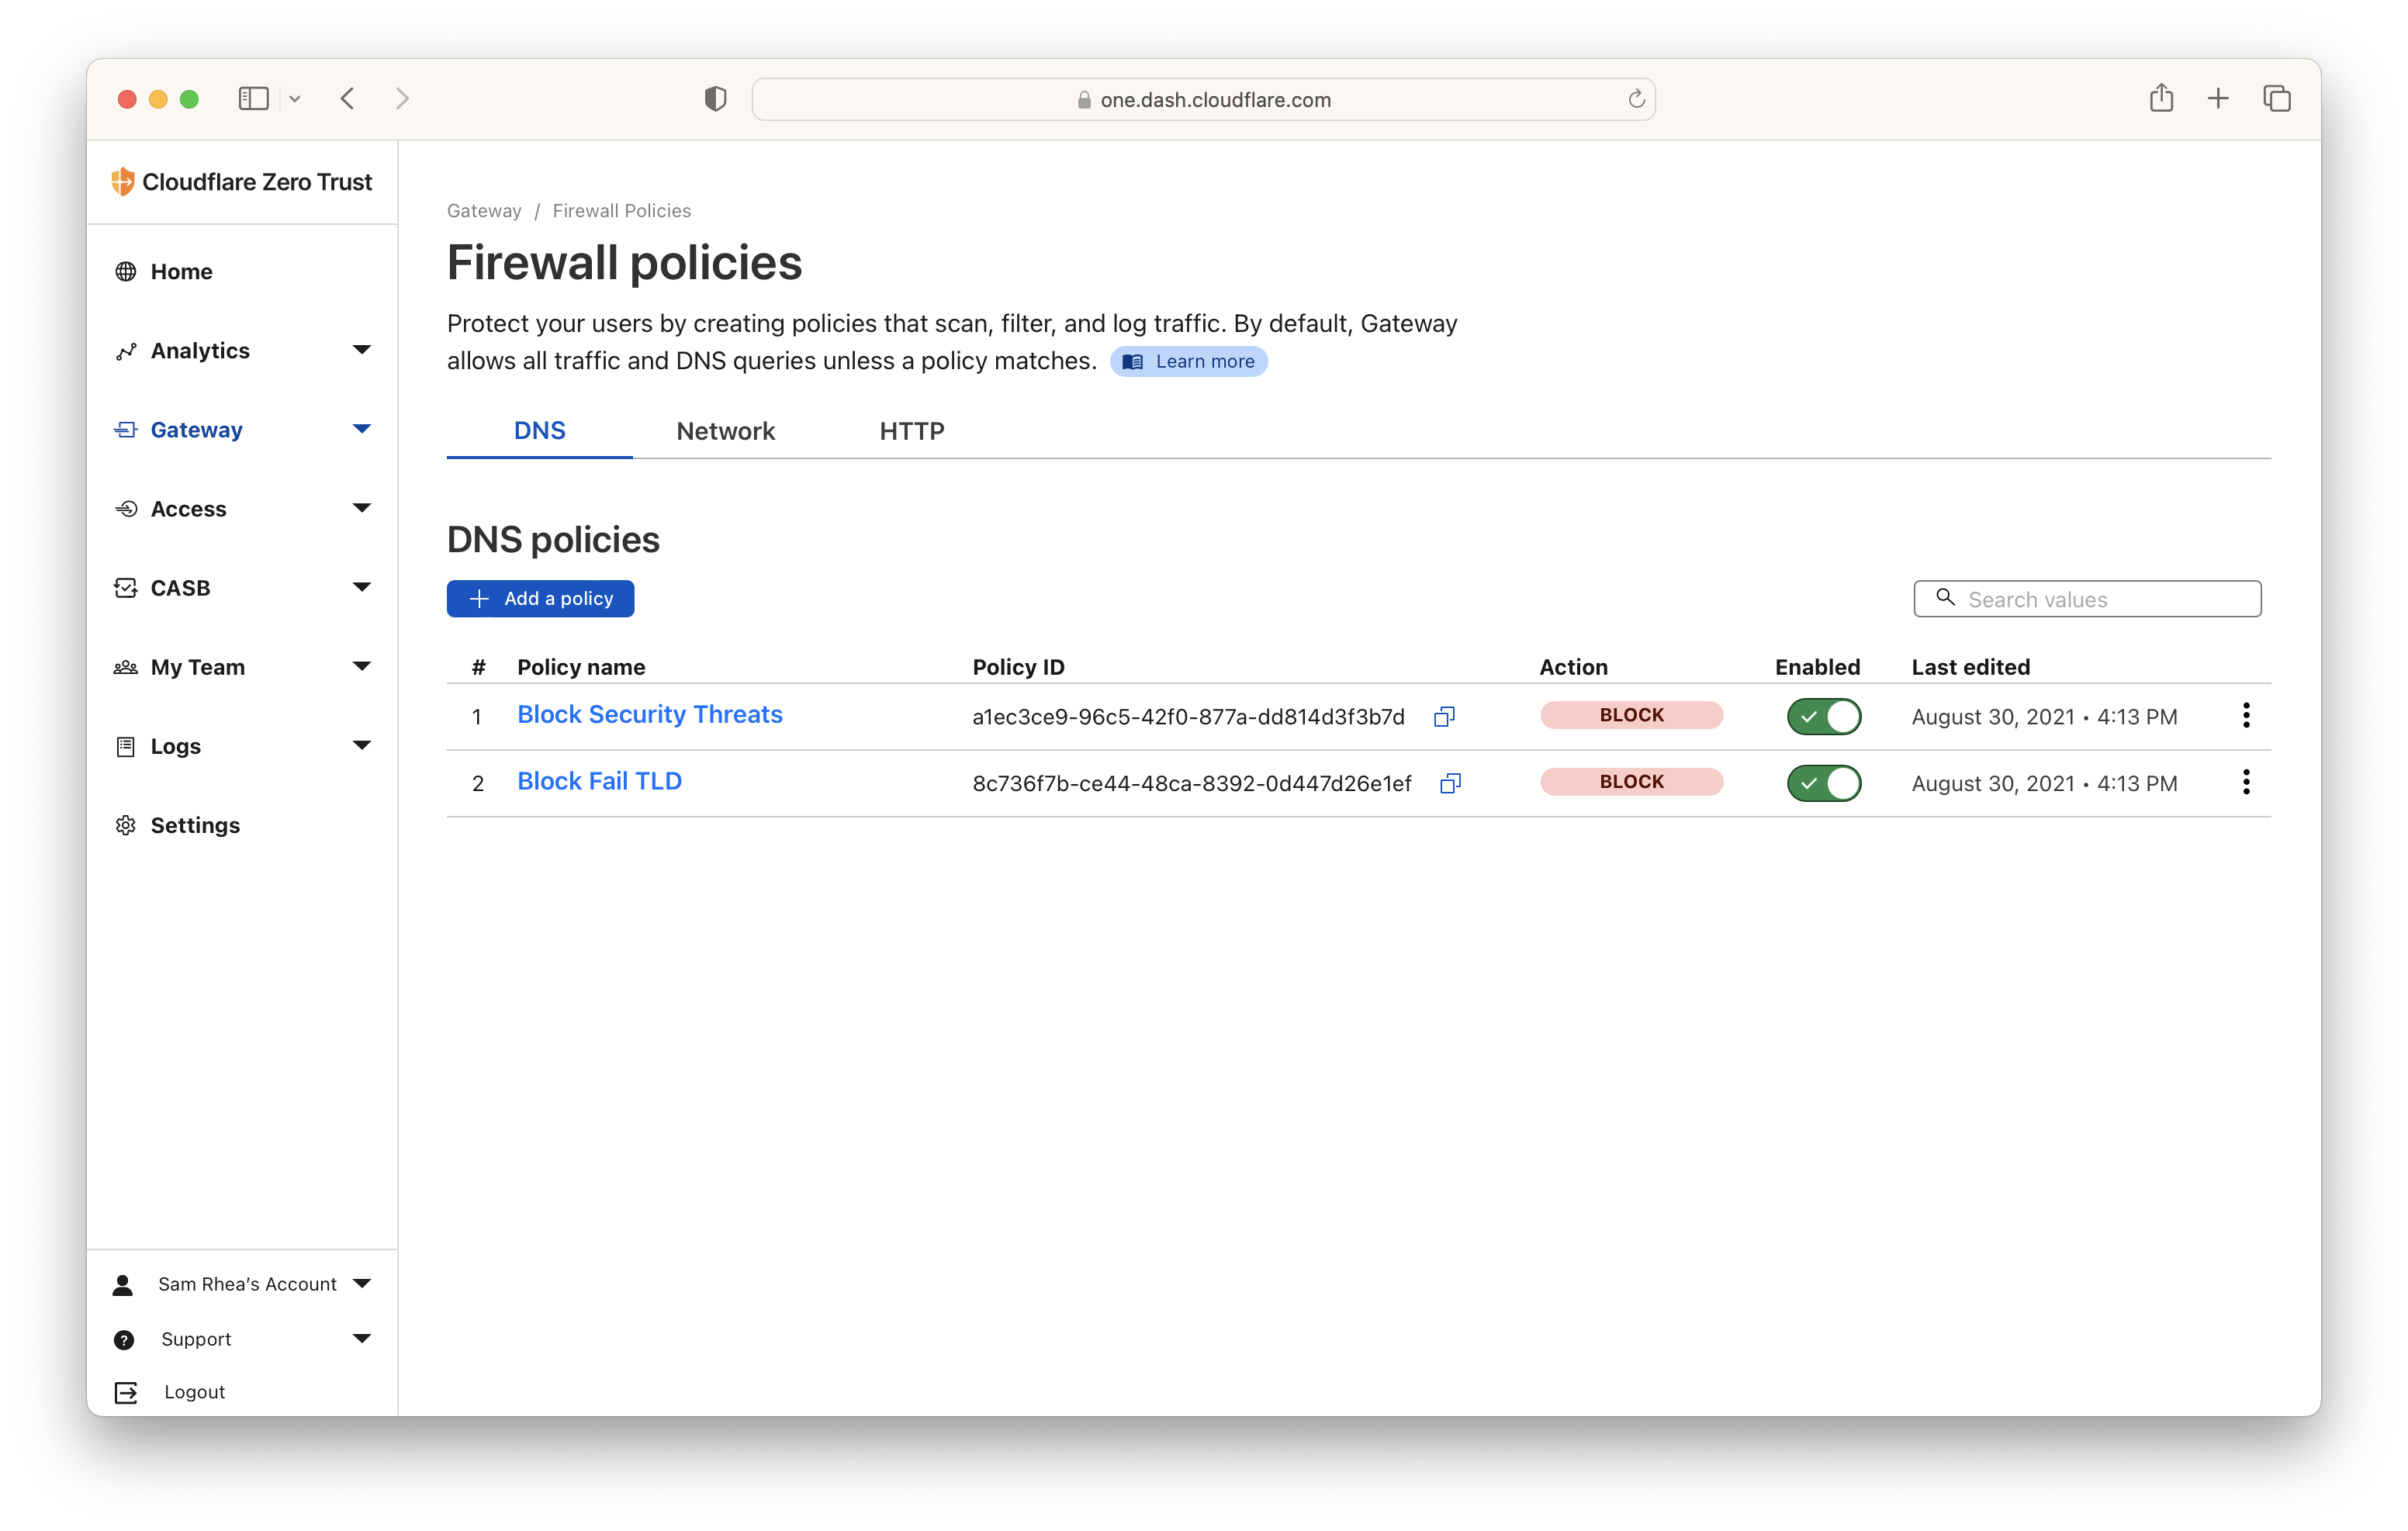 one.dash.cloudflare.com
Cloudflare Zero Trust
Home
Analytics
Gateway
Access
CASB
My Team
Logs
Settings
Sam Rhea’s Account
Support
Logout
Gateway / Firewall Policies
Firewall policies
Protect your users by creating policies that scan, filter, and log traffic. By default, Gateway
allows all traffic and DNS queries unless a policy matches. Learn more
DNS Network HTTP
DNS policies
Add a policy
Search values
# Policy name Policy ID Action Enabled Last edited
1 Block Security Threats a1ec3ce9-96c5-42f0-877a-dd814d3f3b7d BLOCK August 30, 2021 • 4:13 PM
2 Block Fail TLD 8c736f7b-ce44-48ca-8392-0d447d26e1ef BLOCK August 30, 2021 • 4:13 PM